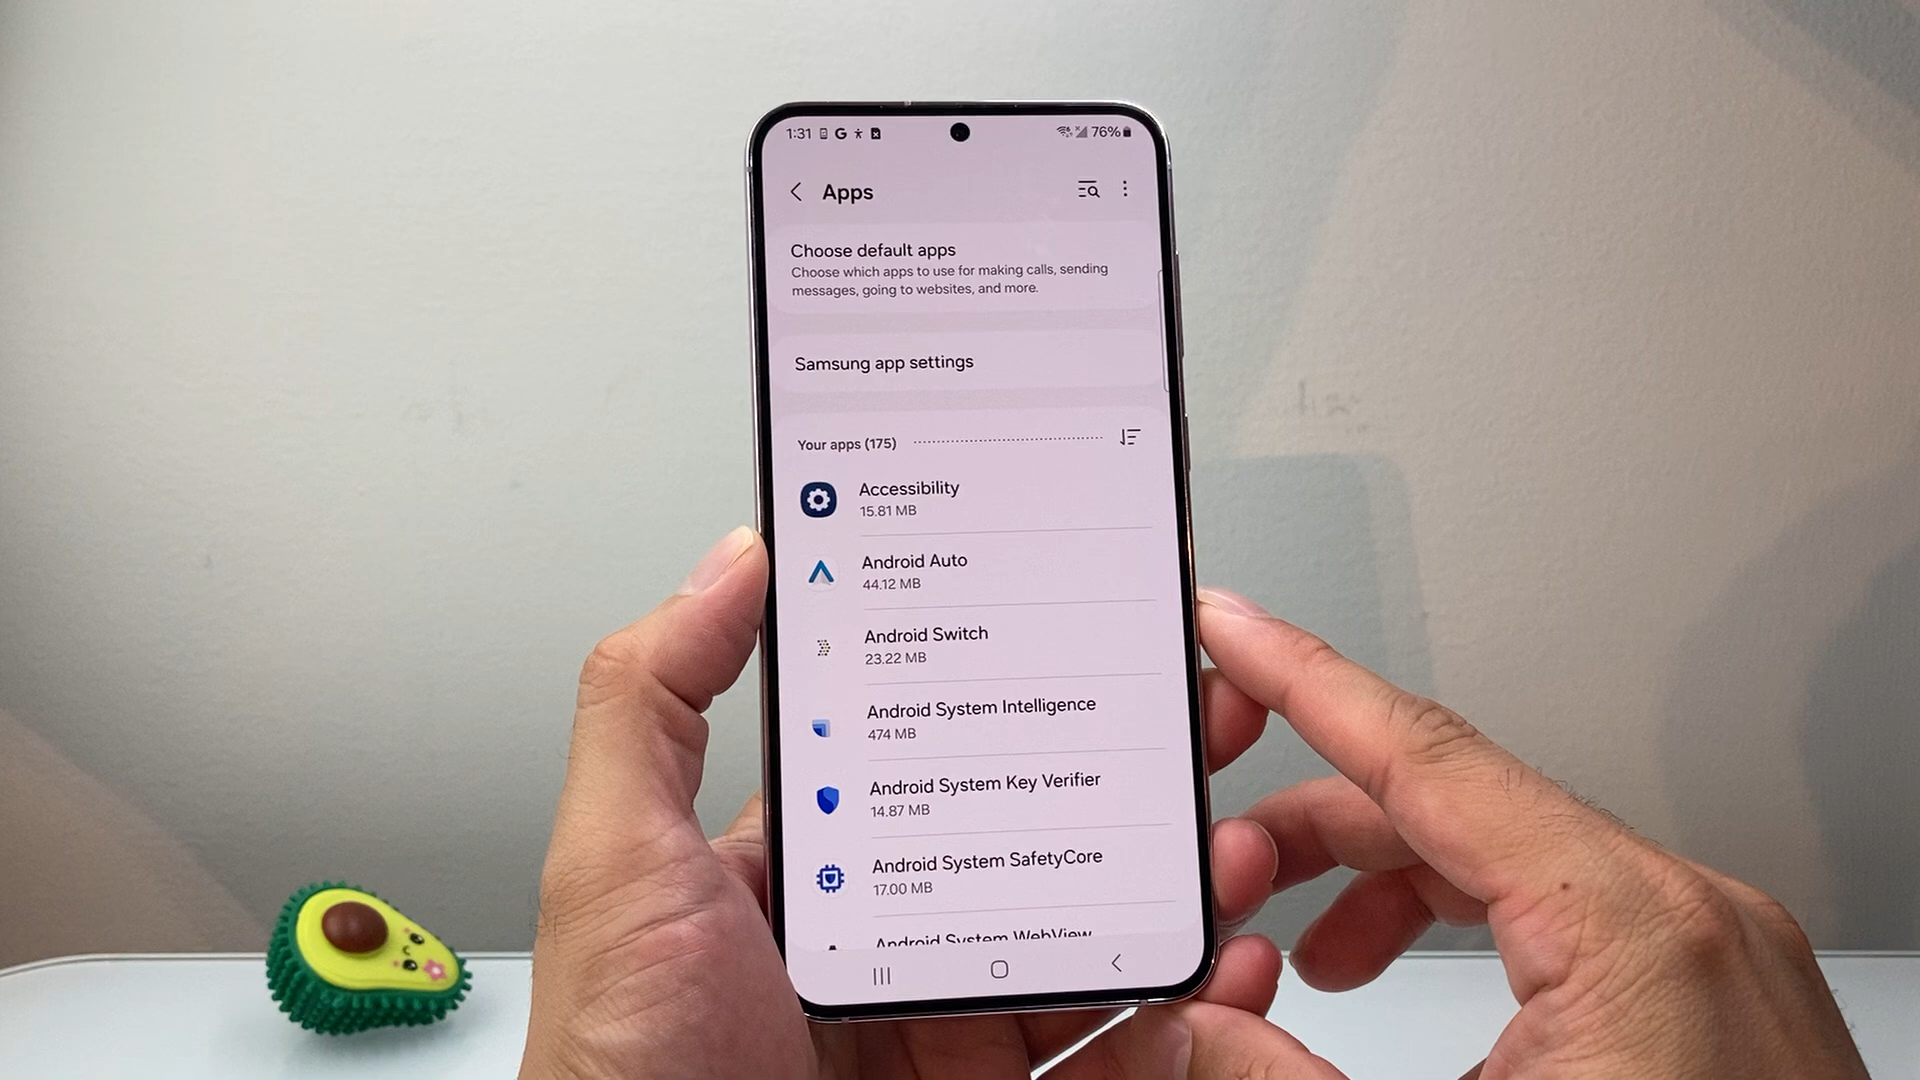 1:31 G 76%
Apps
Choose default apps
Choose which apps to use for making calls, sending
messages, going to websites, and more.
Samsung app settings
Your apps (175)
Accessibility
15.81 MB
Android Auto
44.12 MB
Android Switch
23.22 MB
Android System Intelligence
474 MB
Android System Key Verifier
14.87 MB
Android System SafetyCore
17.00 MB
Android System WebView